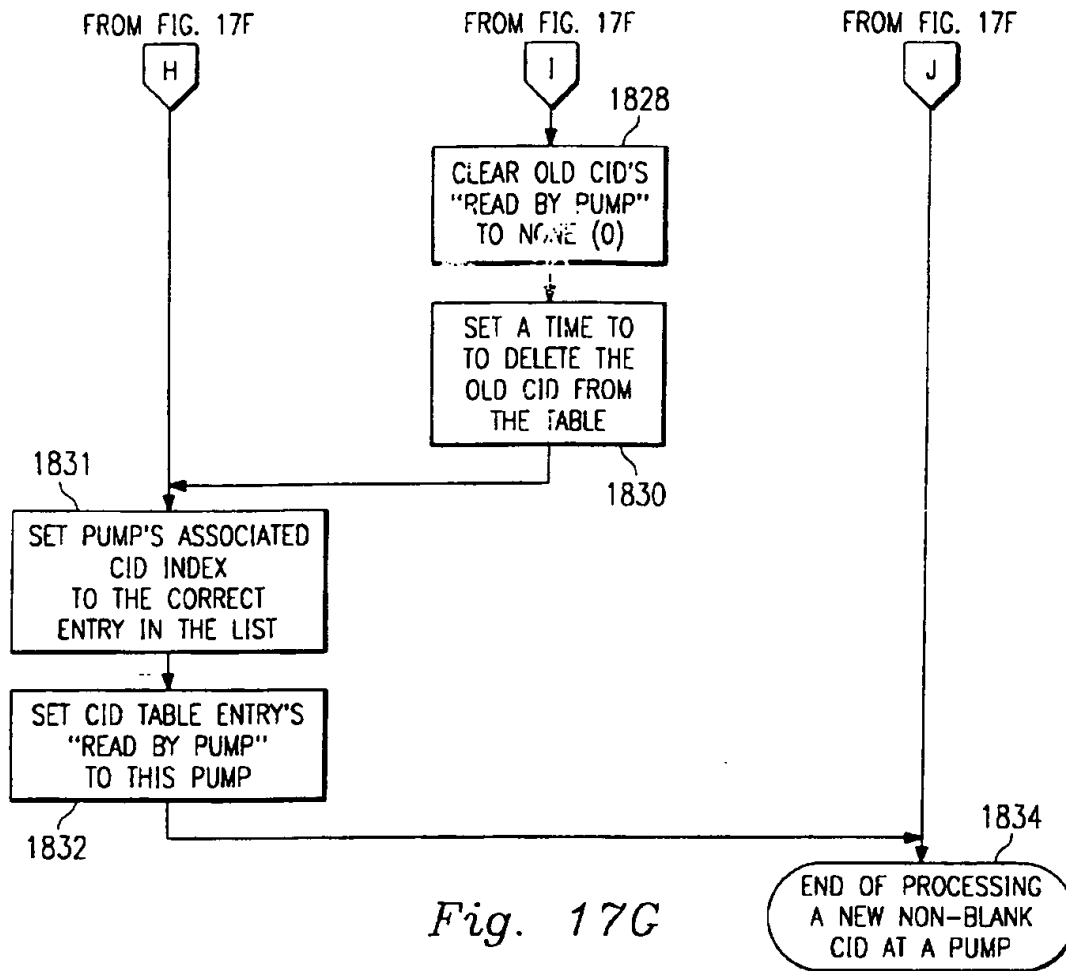 FROM FIG. 17F
FROM FIG. 17F
FROM FIG. 17F
H
I
J
1828
CLEAR OLD CID'S
"READ BY PUMP"
TO NONE (0)
SET A TIME TO
TO DELETE THE
OLD CID FROM
THE TABLE
1830
1831
SET PUMP'S ASSOCIATED
CID INDEX
TO THE CORRECT
ENTRY IN THE LIST
SET CID TABLE ENTRY'S
"READ BY PUMP"
TO THIS PUMP
1832
1834
END OF PROCESSING
A NEW NON-BLANK
CID AT A PUMP
Fig. 17G